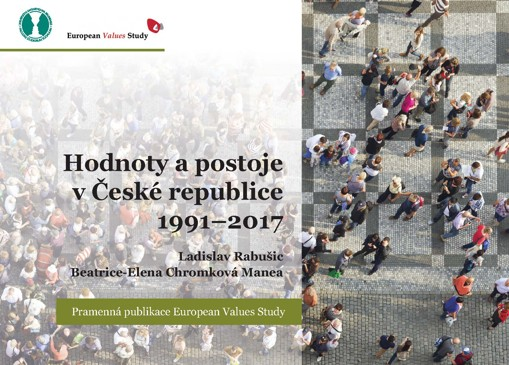 European Values Study
Hodnoty a postoje
v České republice
1991–2017
Ladislav Rabušic
Beatrice-Elena Chromková Manea
Pramenná publikace European Values Study